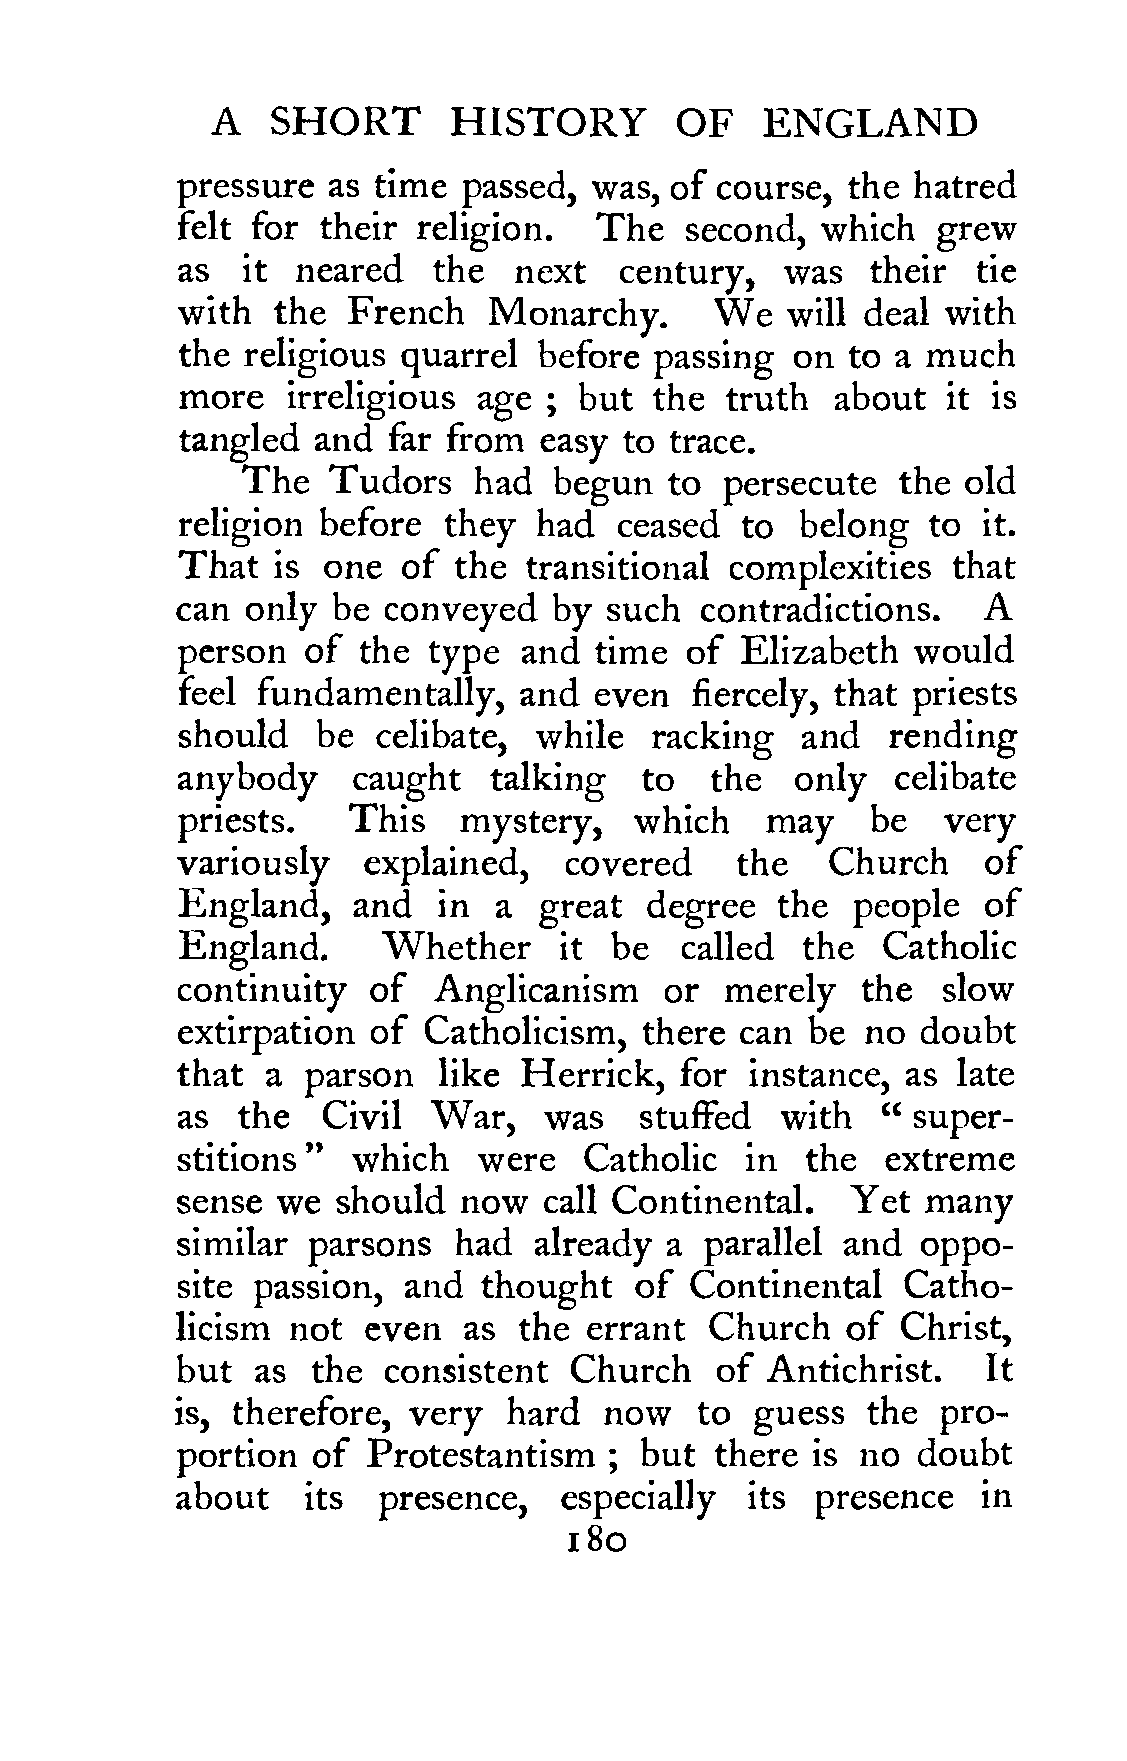 A SHORT HISTORY OF ENGLAND
pressure as time passed, was, of course, the hatred
felt for their religion. The second, which grew
as it neared the next century, was their tie
with the French Monarchy. We will deal with
the religious quarrel before passing on to a much
more irreligious age ; but the truth about it is
tangled and far from easy to trace.
The Tudors had begun to persecute the old
religion before they had ceased to belong to it.
That is one of the transitional complexities that
can only be conveyed by such contradictions. A
person of the type and time of Elizabeth would
feel fundamentally, and even fiercely, that priests
should be celibate, while racking and rending
anybody caught talking to the only celibate
priests. This mystery, which may be very
variously explained, covered the Church of
England, and in a great degree the people of
England. Whether it be called the Catholic
continuity of Anglicanism or merely the slow
extirpation of Catholicism, there can be no doubt
that a parson like Herrick, for instance, as late
as the Civil War, was stuffed with “ super-
stitions ” which were Catholic in the extreme
sense we should now call Continental. Yet many
similar parsons had already a parallel and oppo-
site passion, and thought of Continental Catho-
licism not even as the errant Church of Christ,
but as the consistent Church of Antichrist. It
is, therefore, very hard now to guess the pro-
portion of Protestantism ; but there is no doubt
about its presence, especially its presence in
180